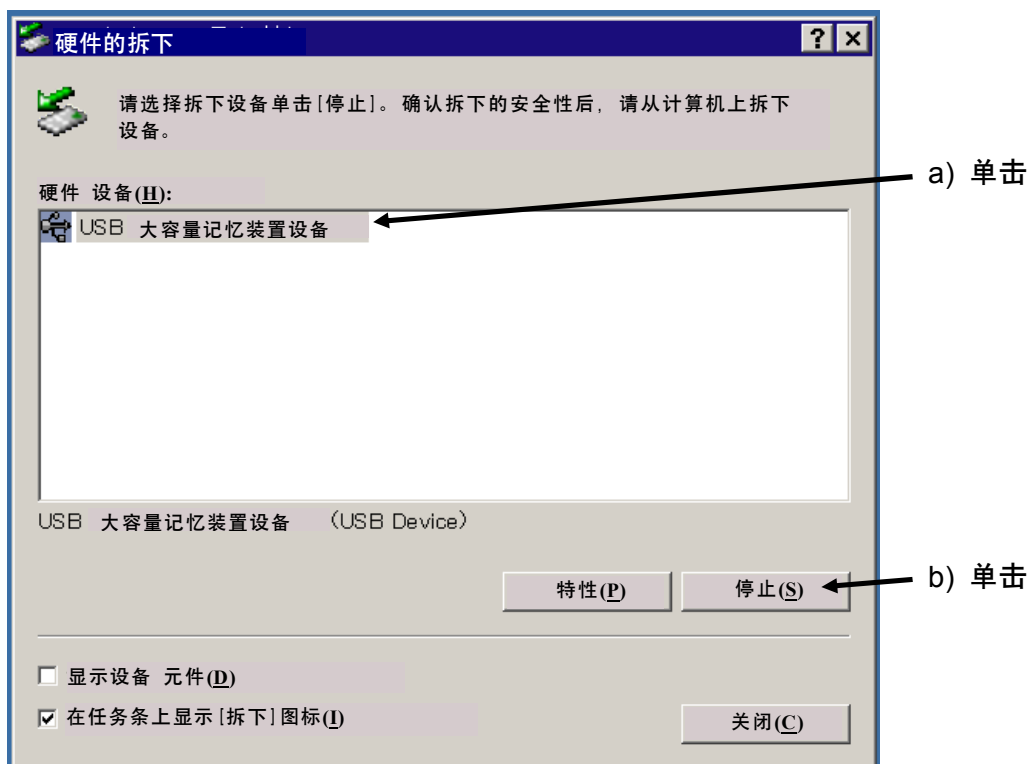 硬件的拆下
请选择拆下设备单击[停止]。确认拆下的安全性后, 请从计算机上拆下
设备。
a) 单击
硬件 设备(H):
USB 大容量记忆装置设备
USB 大容量记忆装置设备 (USB Device)
b) 单击
特性(P) 停止(S)
显示设备 元件(D)
在任务条上显示[拆下]图标(I)
关闭(C)